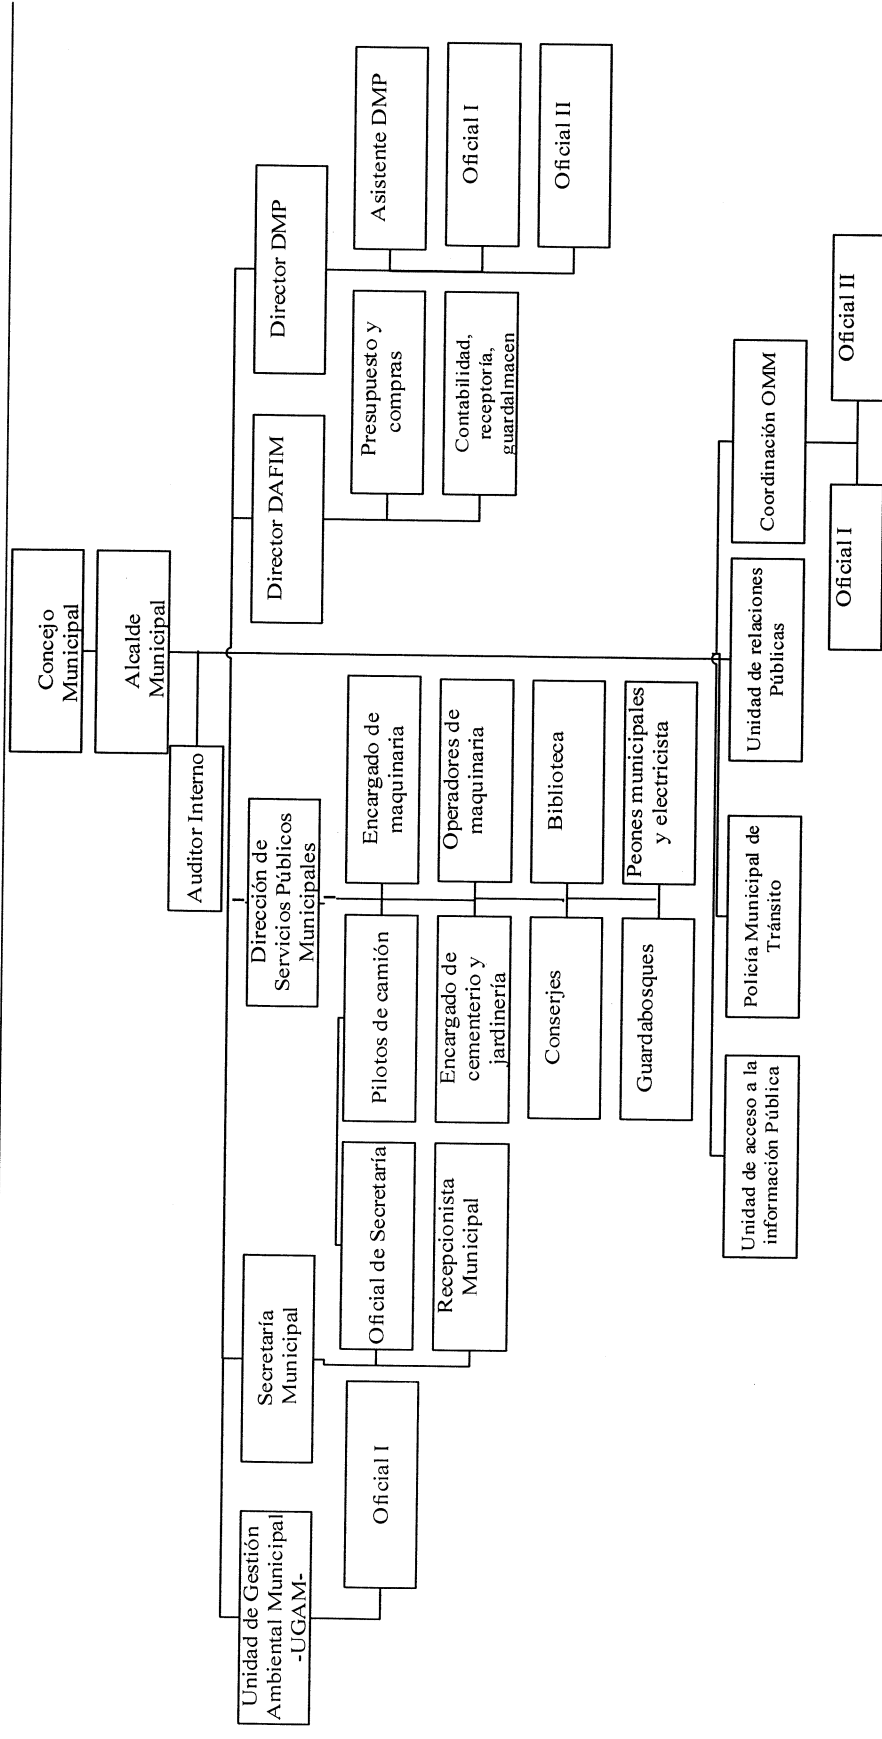 Concejo
Municipal
Alcalde
Municipal
Auditor Interno
Unidad de Gestión
Ambiental Municipal
-UGAM-
Secretaría
Municipal
Dirección de
Servicios Públicos
Municipales
Director DAFIM
Director DMP
Oficial I
Oficial de Secretaría
Recepcionista
Municipal
Pilotos de camión
Encargado de
maquinaria
Encargado de
cementerio y
jardinería
Operadores de
maquinaria
Conserjes
Biblioteca
Guardabosques
Peones municipales
y electricista
Presupuesto y
compras
Contabilidad,
receptoría,
guardalmacen
Asistente DMP
Oficial I
Oficial II
Unidad de acceso a la
información Pública
Policía Municipal de
Tránsito
Unidad de relaciones
Públicas
Coordinación OMM
Oficial I
Oficial II